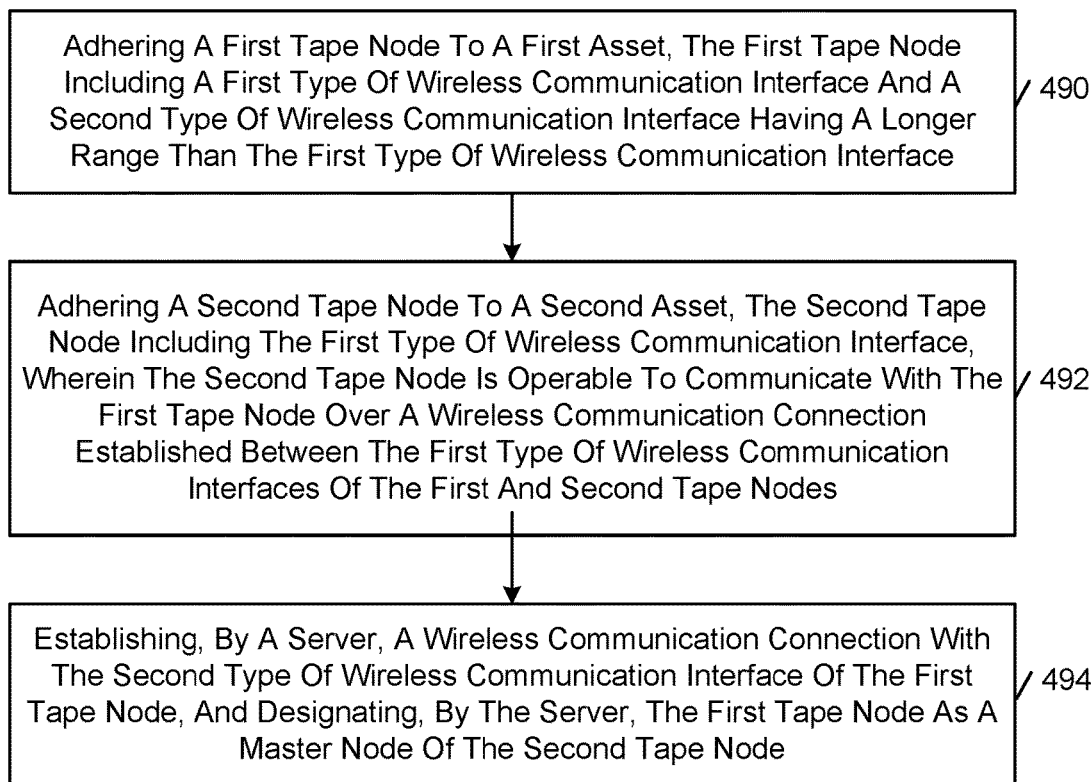 Adhering A First Tape Node To A First Asset, The First Tape Node
Including A First Type Of Wireless Communication Interface And A
Second Type Of Wireless Communication Interface Having A Longer
Range Than The First Type Of Wireless Communication Interface
490
Adhering A Second Tape Node To A Second Asset, The Second Tape
Node Including The First Type Of Wireless Communication Interface,
Wherein The Second Tape Node Is Operable To Communicate With The
First Tape Node Over A Wireless Communication Connection
Established Between The First Type Of Wireless Communication
Interfaces Of The First And Second Tape Nodes
492
Establishing, By A Server, A Wireless Communication Connection With
The Second Type Of Wireless Communication Interface Of The First
Tape Node, And Designating, By The Server, The First Tape Node As A
Master Node Of The Second Tape Node
494